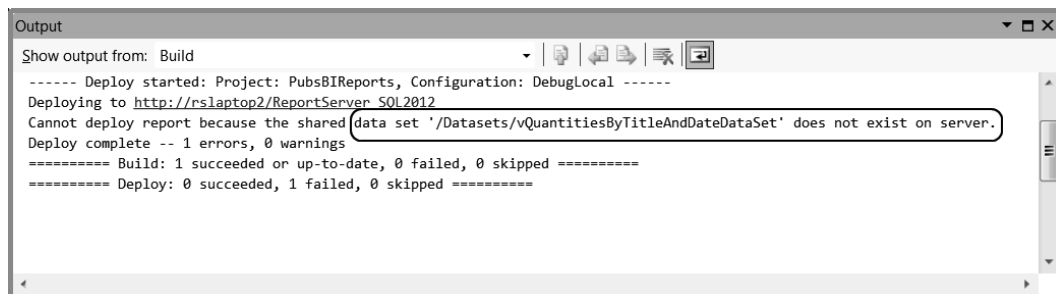 Output
Show output from: Build
------ Deploy started: Project: PubsBIReports, Configuration: DebugLocal ------
Deploying to http://rslaptop2/ReportServer_SQL2012
Cannot deploy report because the shared data set '/Datasets/vQuantitiesByTitleAndDateDataSet' does not exist on server.
Deploy complete -- 1 errors, 0 warnings
========== Build: 1 succeeded or up-to-date, 0 failed, 0 skipped ==========
========== Deploy: 0 succeeded, 1 failed, 0 skipped ==========